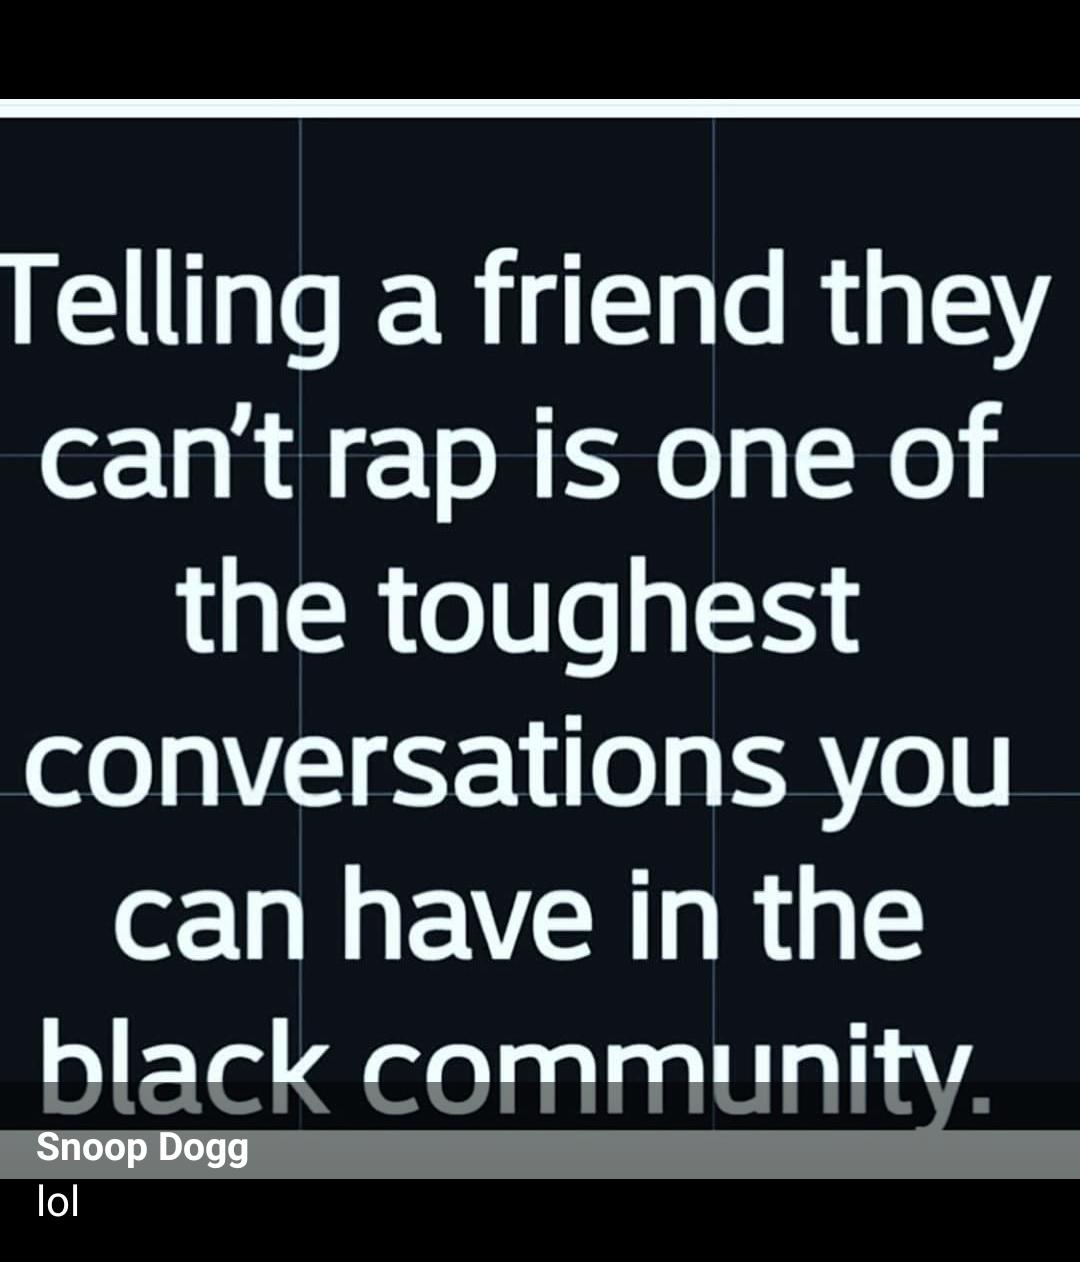 Telling a friend they
can't rap is one of
the toughest
conversations you
can have in the
black community.
Snoop Dogg
lol